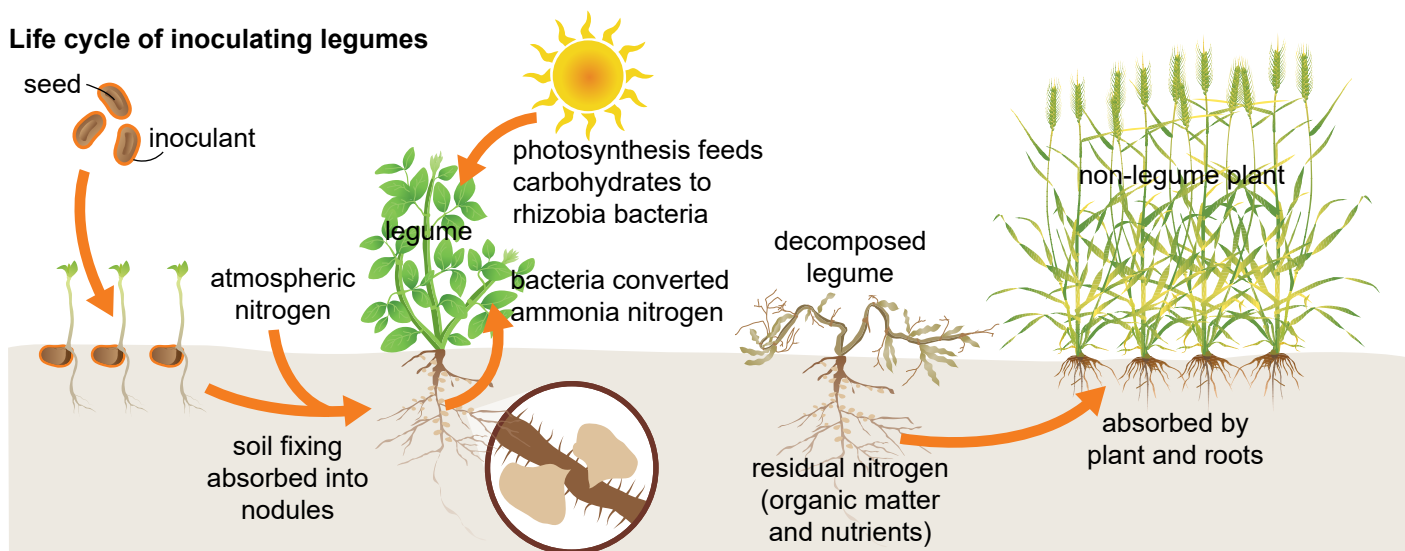 Life cycle of inoculating legumes
seed
inoculant
photosynthesis feeds
carbohydrates to
rhizobia bacteria
legume
atmospheric
nitrogen
bacteria converted
ammonia nitrogen
soil fixing
absorbed into
nodules
decomposed
legume
residual nitrogen
(organic matter
and nutrients)
non-legume plant
absorbed by
plant and roots